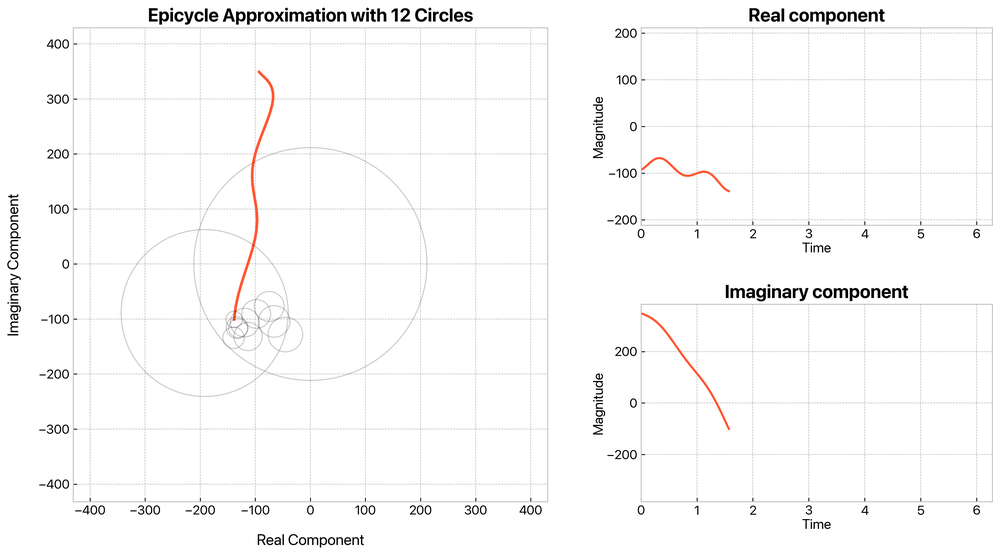 Epicycle Approximation with 12 Circles
400
300
200
100
0
−100
−200
−300
−400
−400 −300 −200 −100 0 100 200 300 400
Imaginary Component
Real Component
Real component
200
100
0
−100
−200
0 1 2 3 4 5 6
Magnitude
Time
Imaginary component
200
0
−200
0 1 2 3 4 5 6
Magnitude
Time